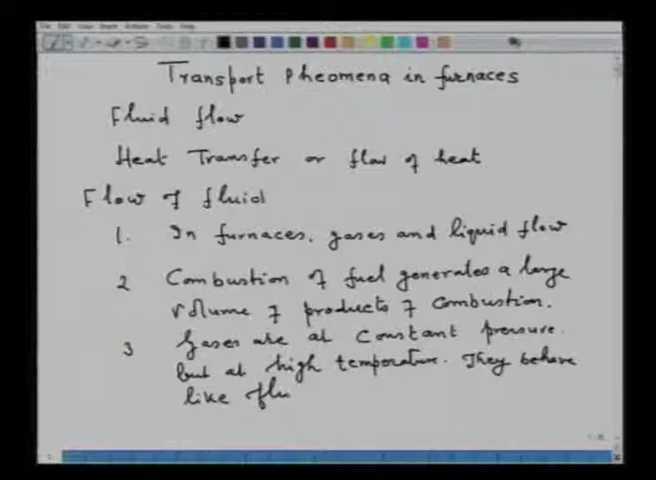 Transport Pheomena in furnaces
Fluid flow
Heat Transfer or flow of heat
Flow of fluid
1. In furnaces, gases and liquid flow
2 Combustion of fuel generates a large
volume of products of combustion.
3 Gases are at constant pressure.
but at high temperature. They behave
like flu